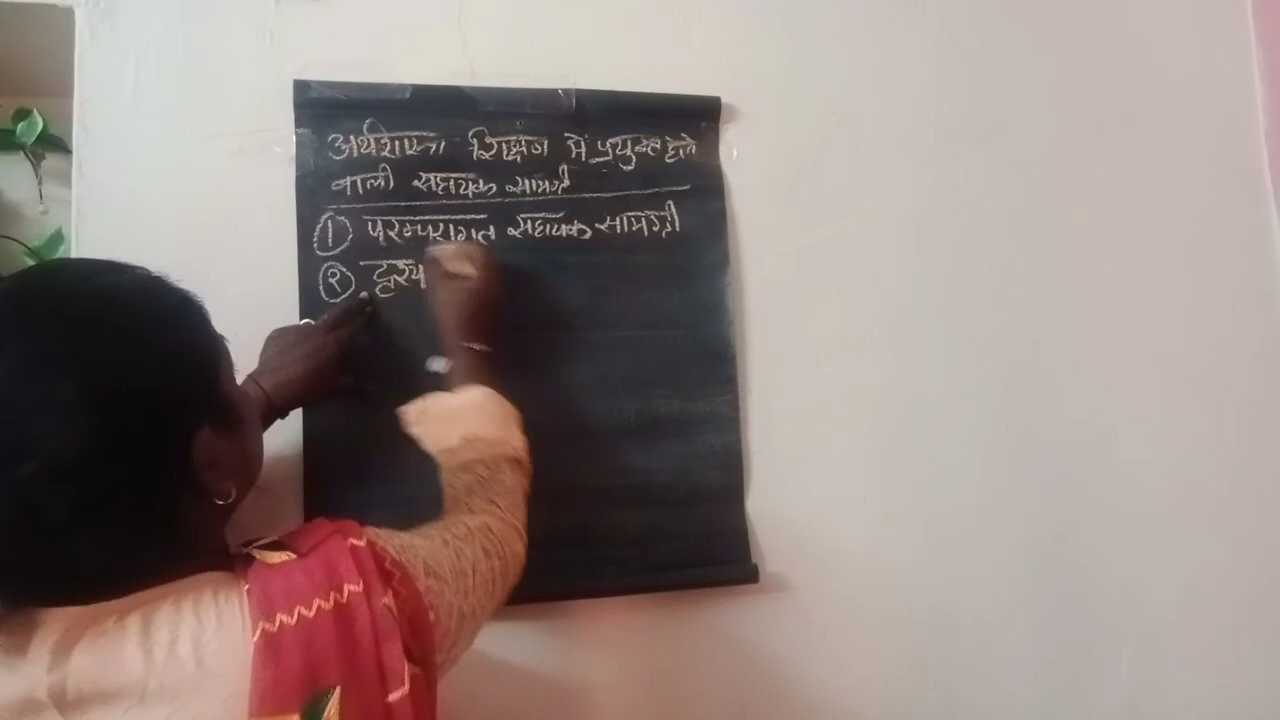 अर्थशास्त्र शिक्षण में प्रयुक्त होने
वाली सहायक सामग्री
① परम्परागत सहायक सामग्री
② दृश्य